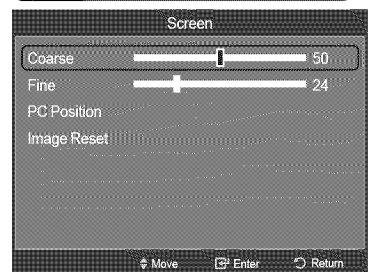 Screen
Coarse 50
Fine 24
PC Position
Image Reset
Move Enter Return